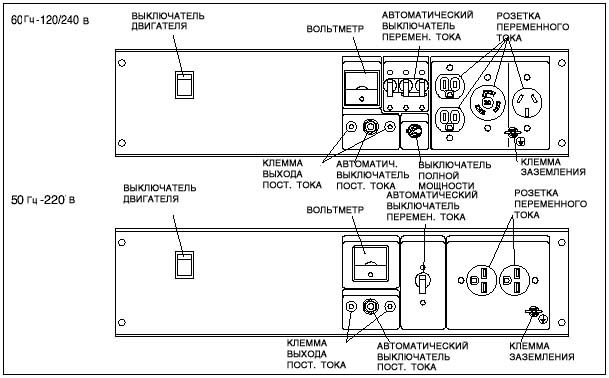 60 Гц -120/240 В
ВЫКЛЮЧАТЕЛЬ
ДВИГАТЕЛЯ
ВОЛЬТМЕТР
АВТОМАТИЧЕСКИЙ
ВЫКЛЮЧАТЕЛЬ
ПЕРЕМЕН. ТОКА
РОЗЕТКА
ПЕРЕМЕННОГО
ТОКА
КЛЕММА
ВЫХОДА
ПОСТ. ТОКА
АВТОМАТИЧ.
ВЫКЛЮЧАТЕЛЬ
ПОСТ. ТОКА
ВЫКЛЮЧАТЕЛЬ
ПОЛНОЙ
МОЩНОСТИ
КЛЕММА
ЗАЗЕМЛЕНИЯ
50 Гц -220 В
ВЫКЛЮЧАТЕЛЬ
ДВИГАТЕЛЯ
ВОЛЬТМЕТР
АВТОМАТИЧЕСКИЙ
ВЫКЛЮЧАТЕЛЬ
ПЕРЕМЕН. ТОКА
РОЗЕТКА
ПЕРЕМЕННОГО
ТОКА
КЛЕММА
ВЫХОДА
ПОСТ. ТОКА
АВТОМАТИЧЕСКИЙ
ВЫКЛЮЧАТЕЛЬ
ПОСТ. ТОКА
КЛЕММА
ЗАЗЕМЛЕНИЯ